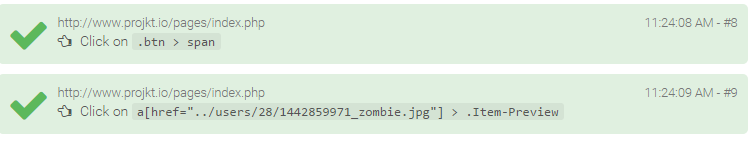 http://www.projkt.io/pages/index.php 11:24:08 AM - #8
Click on .btn > span
http://www.projkt.io/pages/index.php 11:24:09 AM - #9
Click on a[href="../users/28/1442859971_zombie.jpg"] > .Item-Preview